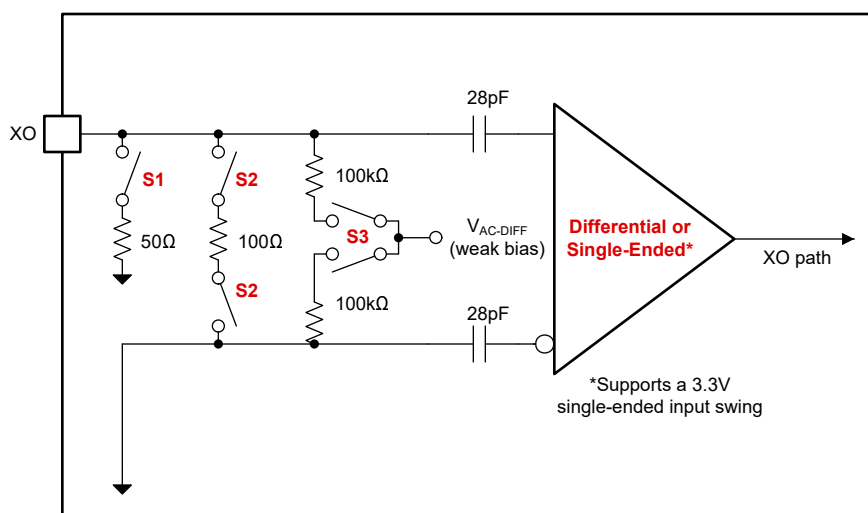 28pF
XO
S1
S2
100kΩ
50Ω
100Ω
S3
V_AC-DIFF
(weak bias)
Differential or
Single-Ended*
XO path
S2
100kΩ
28pF
*Supports a 3.3V
single-ended input swing